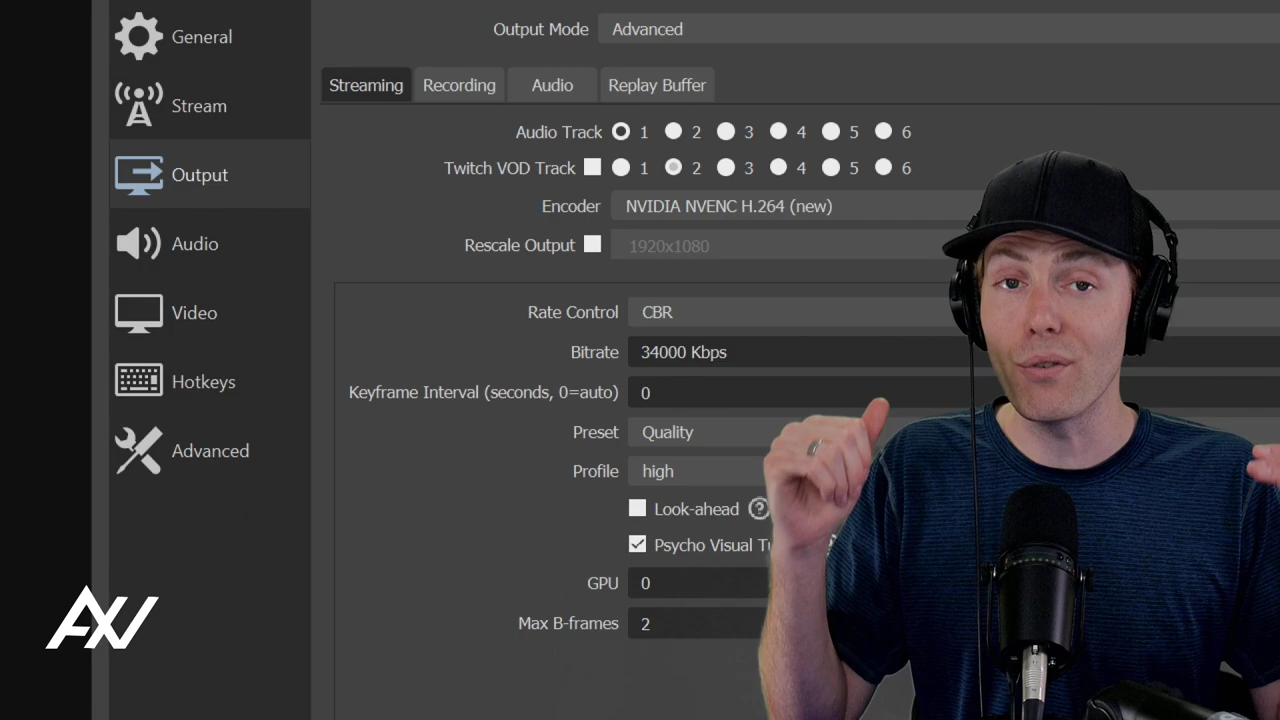 General
Stream
Output
Audio
Video
Hotkeys
Advanced
Output Mode Advanced
Streaming Recording Audio Replay Buffer
Audio Track 1 2 3 4 5 6
Twitch VOD Track 1 2 3 4 5 6
Encoder NVIDIA NVENC H.264 (new)
Rescale Output 1920x1080
Rate Control CBR
Bitrate 34000 Kbps
Keyframe Interval (seconds, 0=auto) 0
Preset Quality
Profile high
Look-ahead ?
Psycho Visual
GPU 0
Max B-frames 2